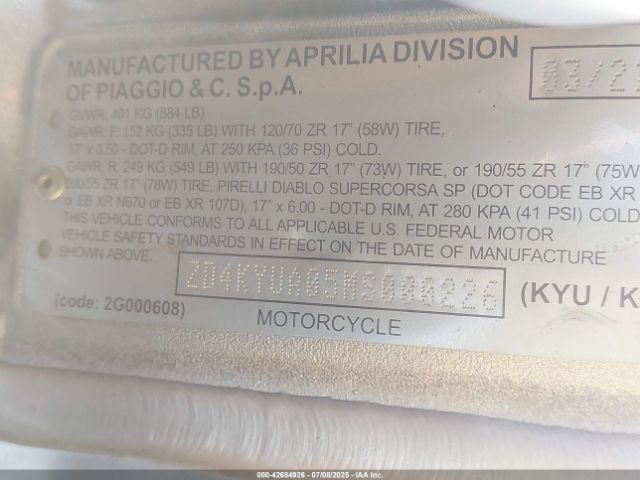 MANUFACTURED BY APRILIA DIVISION
OF PIAGGIO & C. S.p.A.
03/21
GVWR: 401 KG (884 LB)
GAWR: F. 152 KG (335 LB) WITH 120/70 ZR 17" (58W) TIRE,
17" x 3.50 - DOT-D RIM, AT 250 KPA (36 PSI) COLD.
GAWR: R. 249 KG (549 LB) WITH 190/50 ZR 17" (73W) TIRE, or 190/55 ZR 17" (75W
200/55 ZR 17" (78W) TIRE, PIRELLI DIABLO SUPERCORSA SP (DOT CODE EB XR
or EB XR N670 or EB XR 107D), 17" x 6.00 - DOT-D RIM, AT 280 KPA (41 PSI) COLD
THIS VEHICLE CONFORMS TO ALL APPLICABLE U.S. FEDERAL MOTOR
VEHICLE SAFETY STANDARDS IN EFFECT ON THE DATE OF MANUFACTURE
SHOWN ABOVE.
ZD4KYUA05MS000226
(KYU / K
(code: 2G000608)
MOTORCYCLE
000-42684926 - 07/08/2025 -